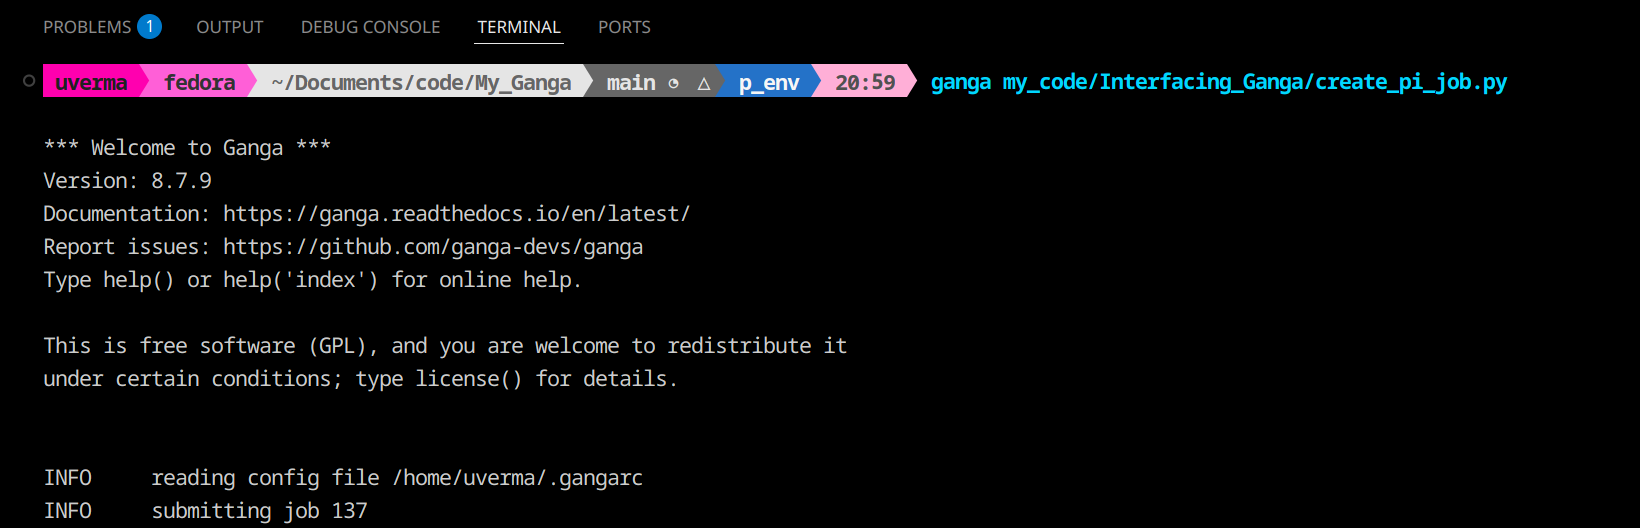 PROBLEMS 1 OUTPUT DEBUG CONSOLE TERMINAL PORTS
uverma fedora ~/Documents/code/My_Ganga main p_env 20:59 ganga my_code/Interfacing_Ganga/create_pi_job.py
*** Welcome to Ganga ***
Version: 8.7.9
Documentation: https://ganga.readthedocs.io/en/latest/
Report issues: https://github.com/ganga-devs/ganga
Type help() or help('index') for online help.
This is free software (GPL), and you are welcome to redistribute it
under certain conditions; type license() for details.
INFO     reading config file /home/uverma/.gangarc
INFO     submitting job 137